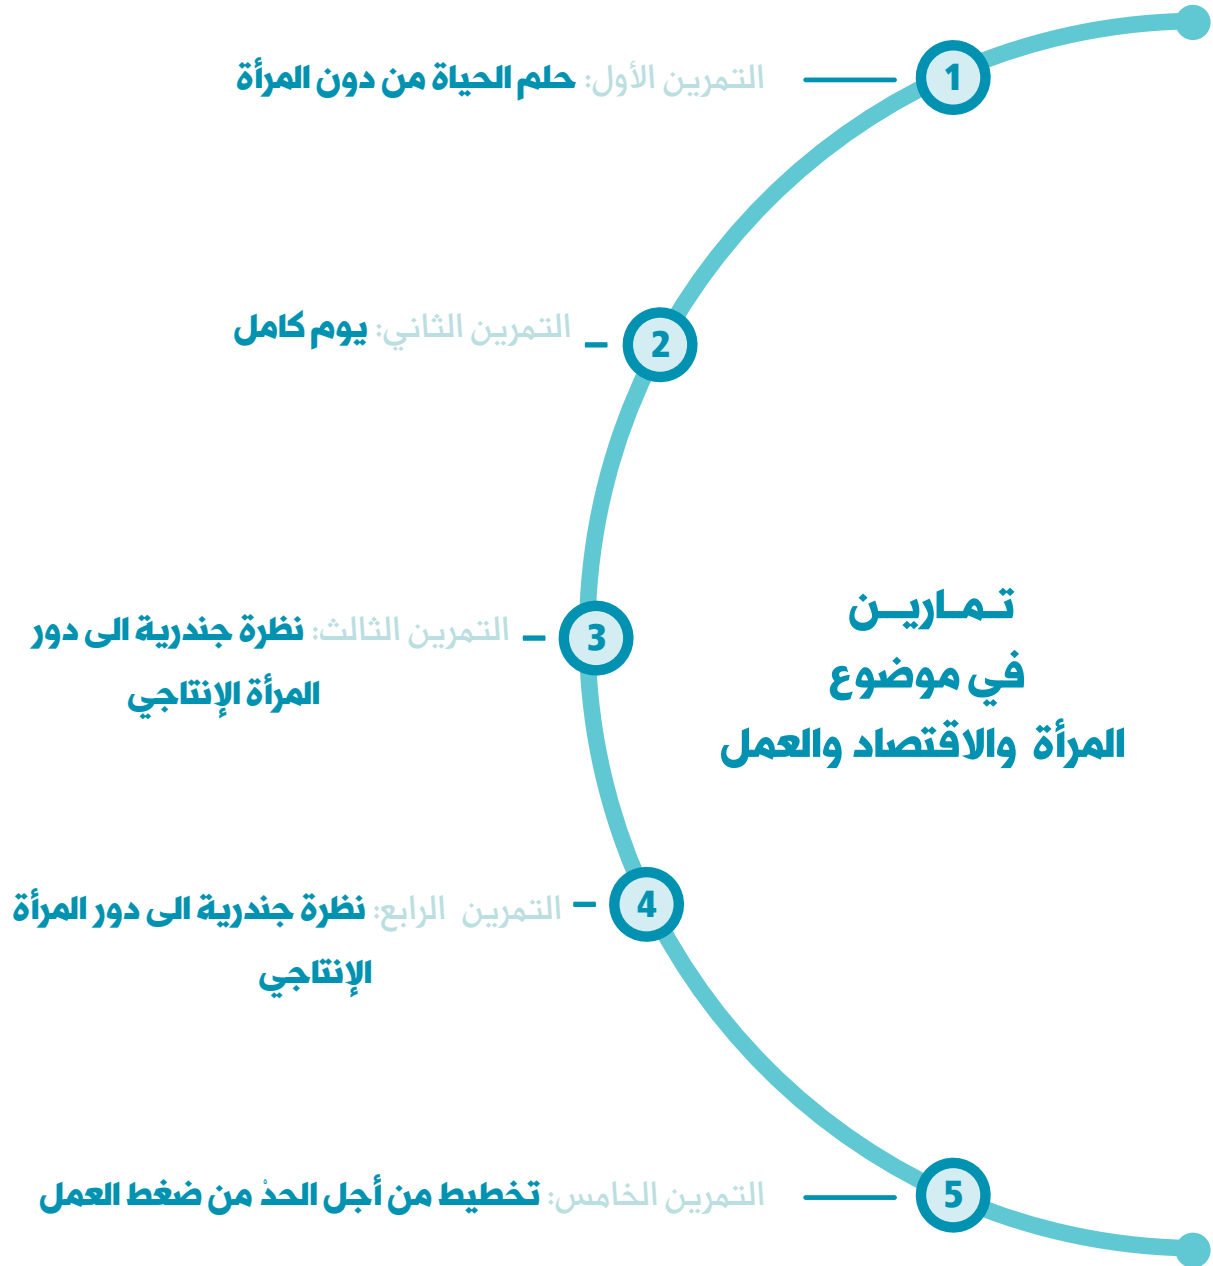 تـمـاريــن
في موضوع
المرأة والاقتصاد والعمل
1
التمرين الأول: حلم الحياة من دون المرأة
2
التمرين الثاني: يوم كامل
3
التمرين الثالث: نظرة جندرية الى دور
المرأة الإنتاجي
4
التمرين الرابع: نظرة جندرية الى دور المرأة
الإنتاجي
5
التمرين الخامس: تخطيط من أجل الحدْ من ضغط العمل